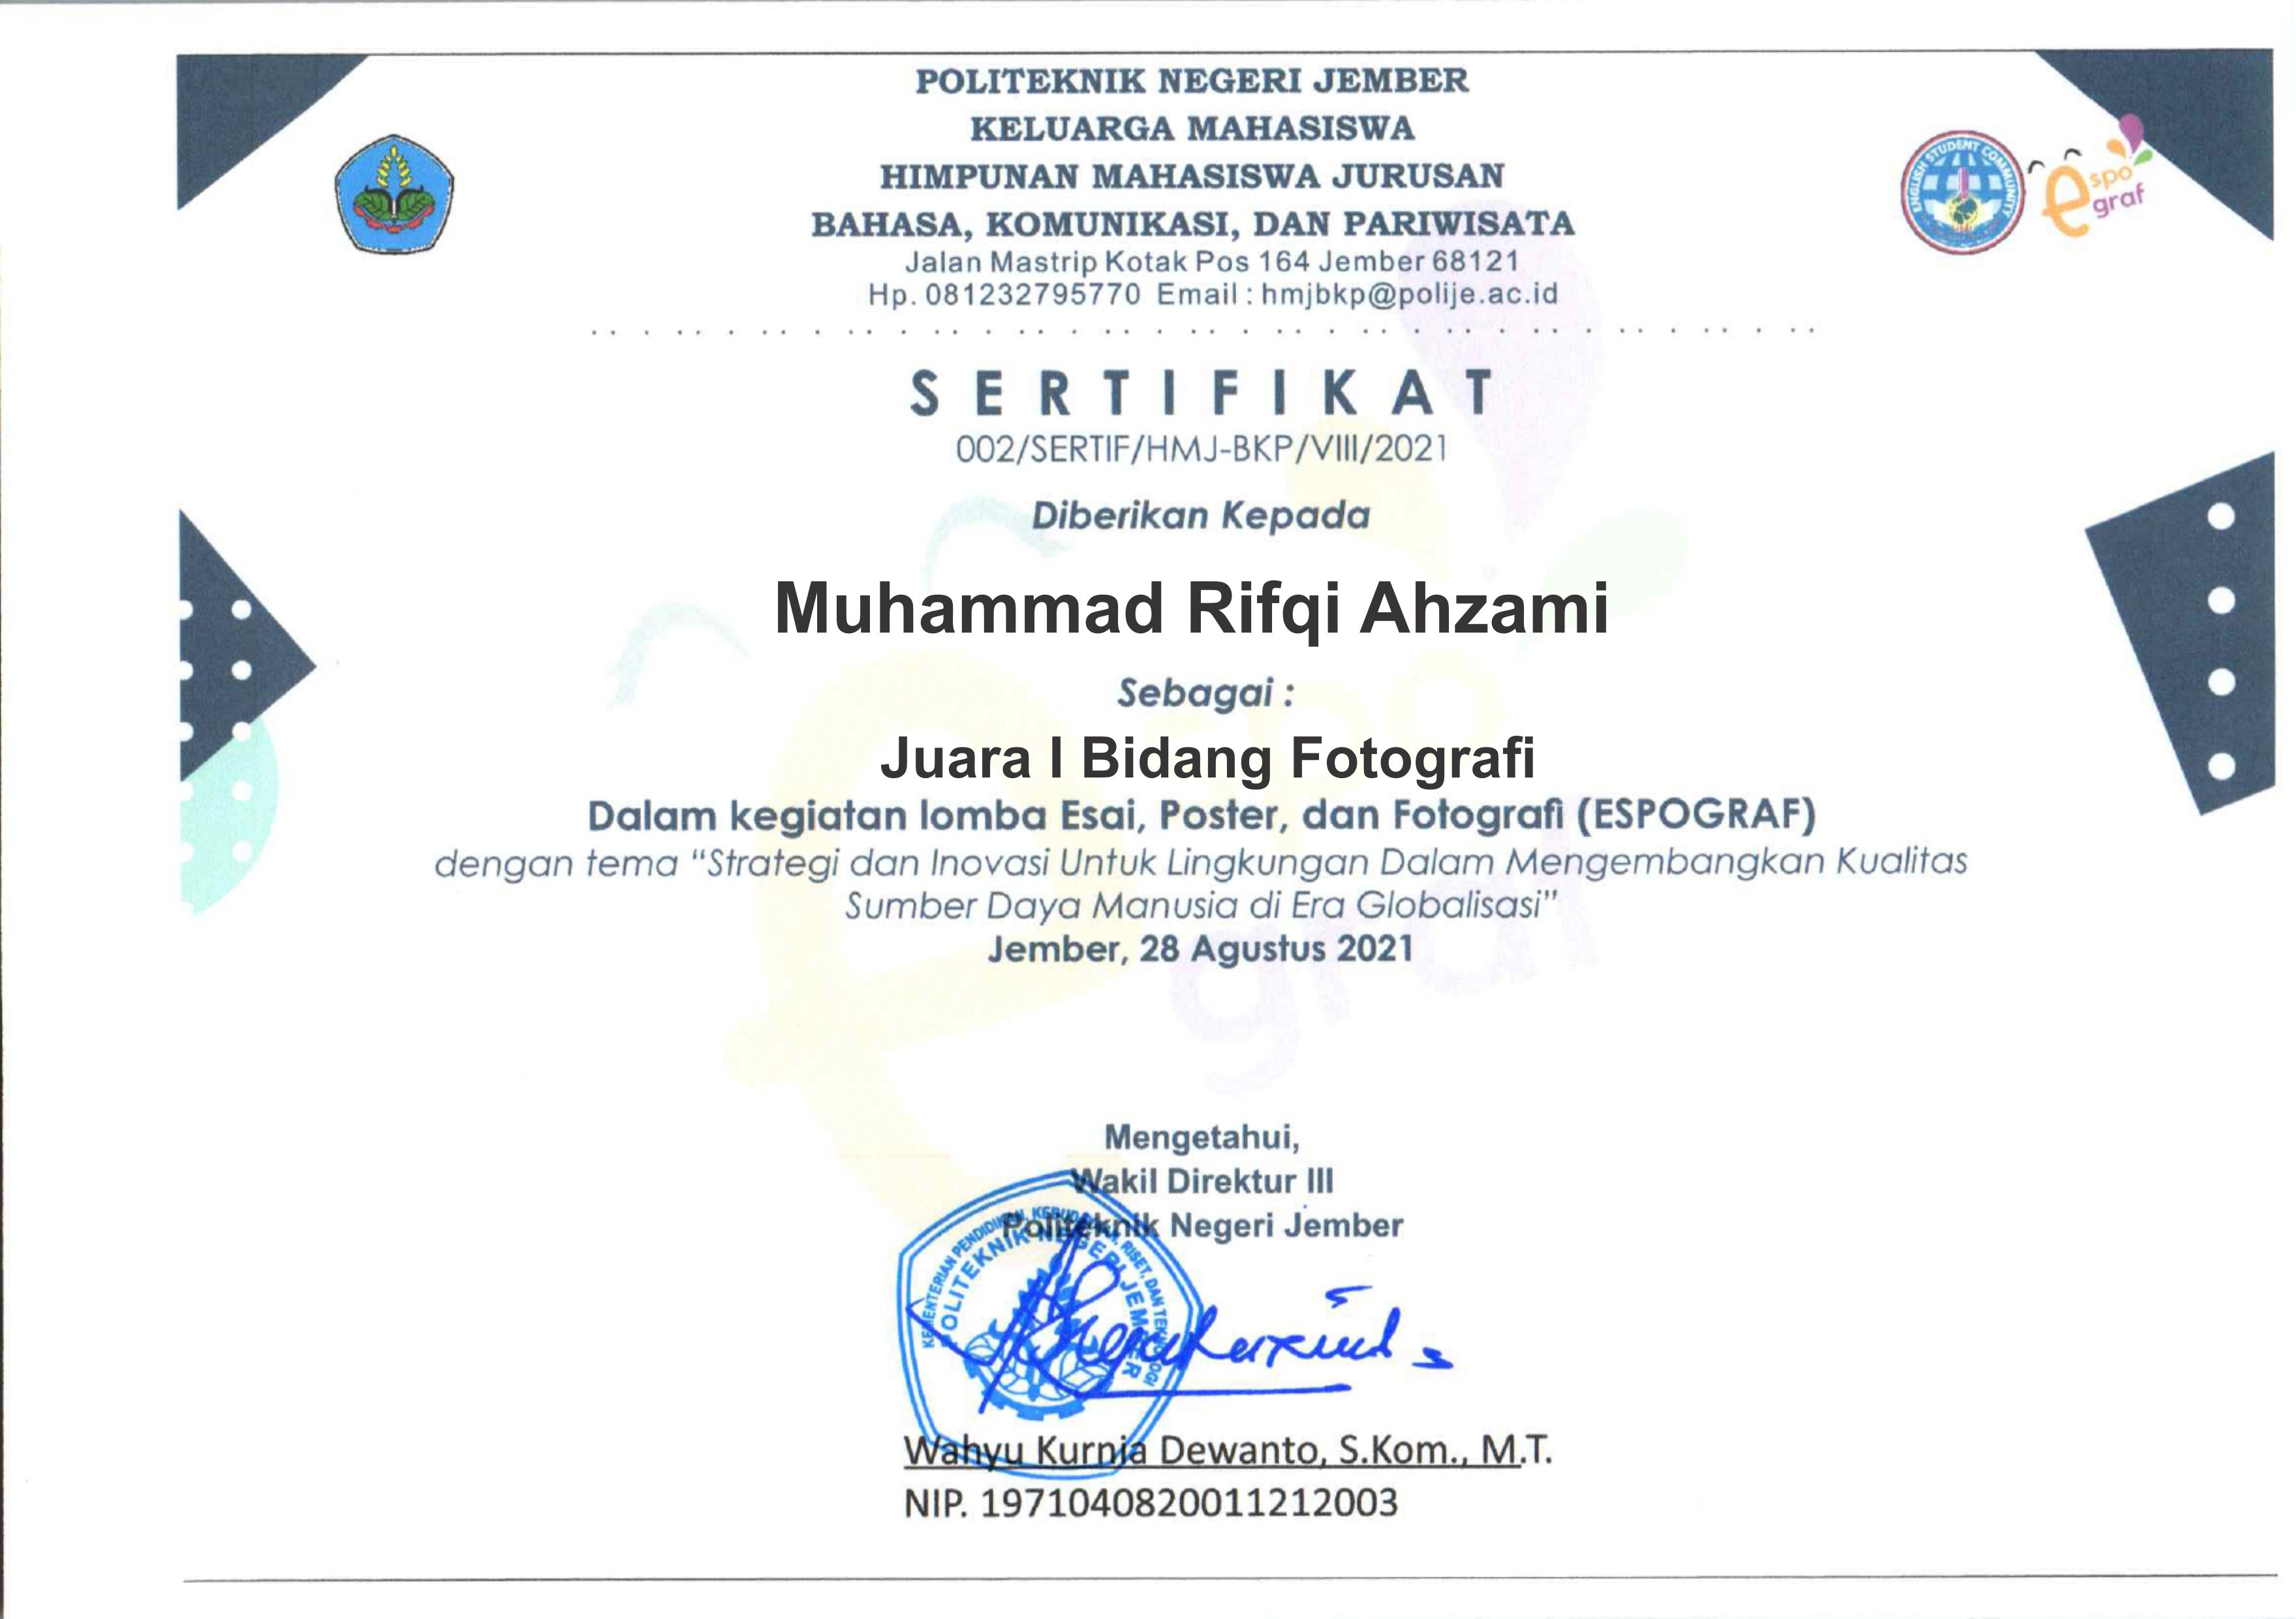 POLITEKNIK NEGERI JEMBER
KELUARGA MAHASISWA
HIMPUNAN MAHASISWA JURUSAN
BAHASA, KOMUNIKASI, DAN PARIWISATA
Jalan Mastrip Kotak Pos 164 Jember 68121
Hp. 081232795770 Email : hmjbkp@polije.ac.id
ENGLISH STUDENT COMMUNITY
espo
graf
SERTIFIKAT
002/SERTIF/HMJ-BKP/VIII/2021
Diberikan Kepada
Muhammad Rifqi Ahzami
Sebagai :
Juara I Bidang Fotografi
Dalam kegiatan lomba Esai, Poster, dan Fotografi (ESPOGRAF)
dengan tema “Strategi dan Inovasi Untuk Lingkungan Dalam Mengembangkan Kualitas
Sumber Daya Manusia di Era Globalisasi”
Jember, 28 Agustus 2021
Mengetahui,
Wakil Direktur III
Politeknik Negeri Jember
KEMENTERIAN PENDIDIKAN, KEBUDAYAAN, RISET, DAN TEKNOLOGI
POLITEKNIK NEGERI JEMBER
Wahyu Kurnia Dewanto, S.Kom., M.T.
NIP. 1971040820011212003